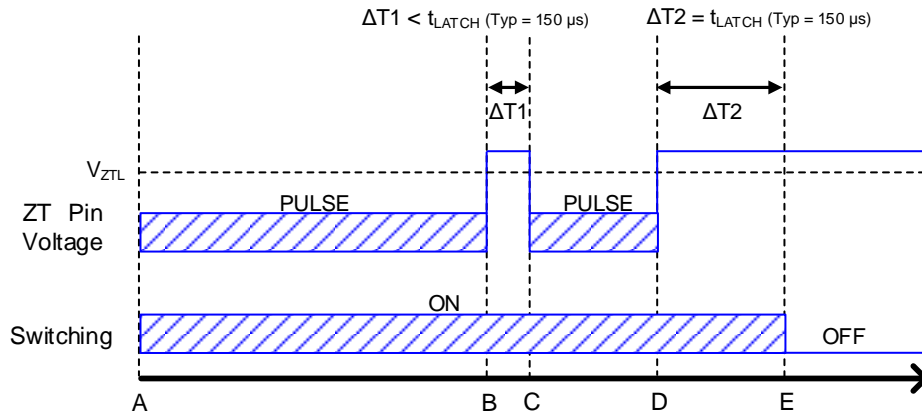 ΔT1 < tLATCH (Typ = 150 µs) ΔT2 = tLATCH (Typ = 150 µs)
ΔT1 ΔT2
VZTL
PULSE PULSE
ZT Pin
Voltage
ON
Switching
OFF
A B C D E